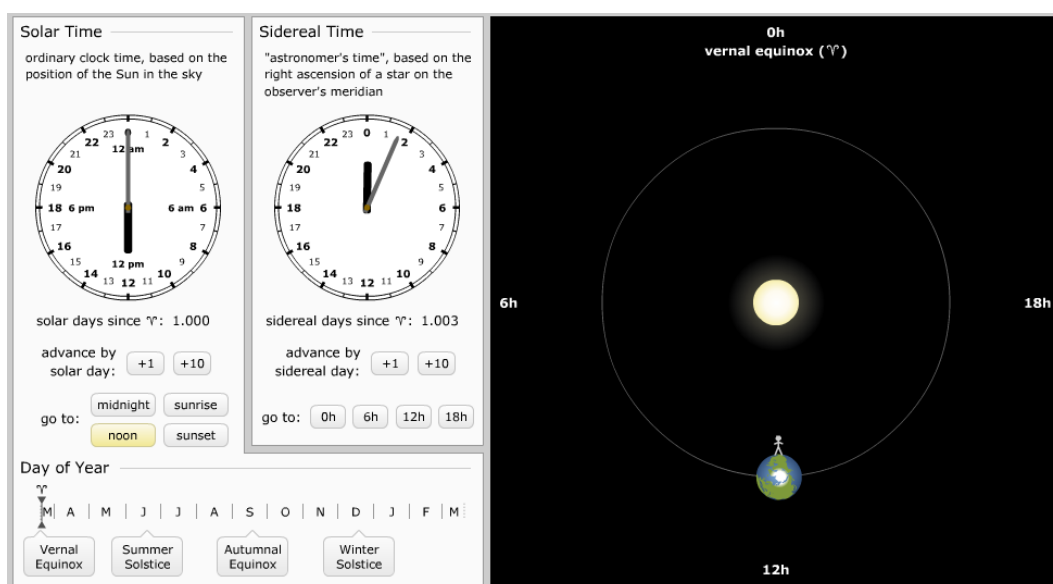 Solar Time
ordinary clock time, based on the
position of the Sun in the sky
0
1
2
3
4
5
6
7
8
9
10
11
12
13
14
15
16
17
18
19
20
21
22
23
12 am
6 am
12 pm
6 pm
solar days since ♈: 1.000
advance by
solar day:
+1
+10
go to:
midnight
sunrise
noon
sunset
Sidereal Time
"astronomer's time", based on the
right ascension of a star on the
observer's meridian
0
1
2
3
4
5
6
7
8
9
10
11
12
13
14
15
16
17
18
19
20
21
22
23
sidereal days since ♈: 1.003
advance by
sidereal day:
+1
+10
go to:
0h
6h
12h
18h
Day of Year
♈
M | A | M | J | J | A | S | O | N | D | J | F | M
Vernal
Equinox
Summer
Solstice
Autumnal
Equinox
Winter
Solstice
0h
vernal equinox (♈)
6h
18h
12h